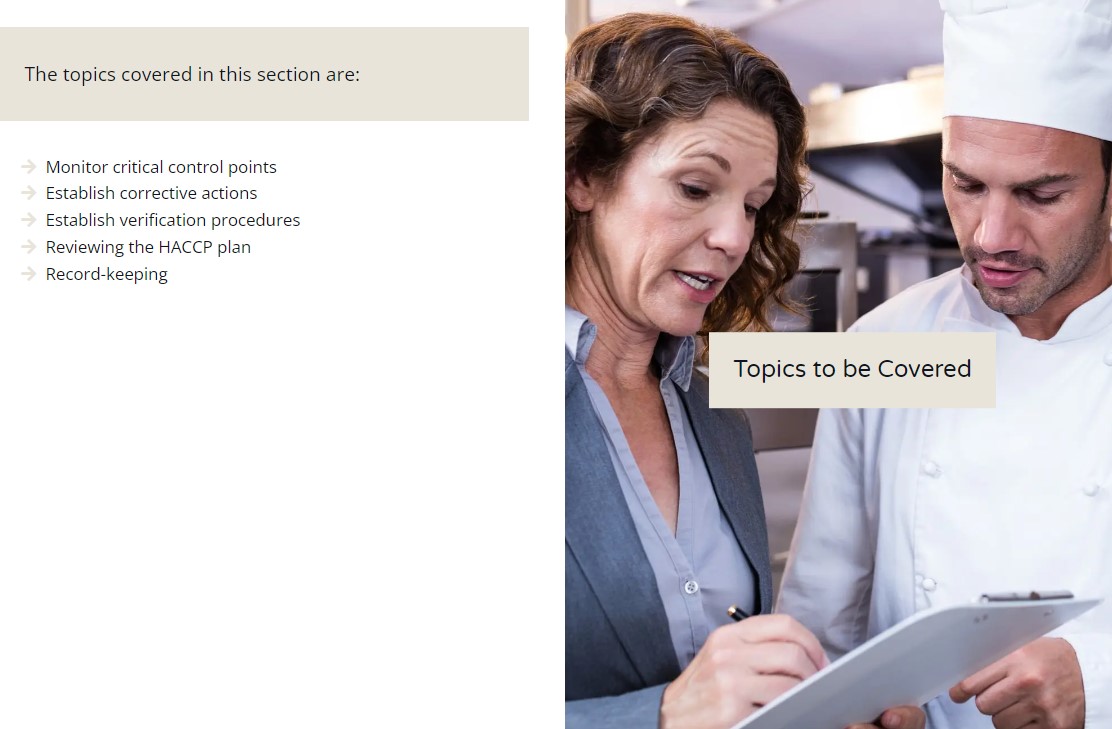 The topics covered in this section are:
Monitor critical control points
Establish corrective actions
Establish verification procedures
Reviewing the HACCP plan
Record-keeping
Topics to be Covered